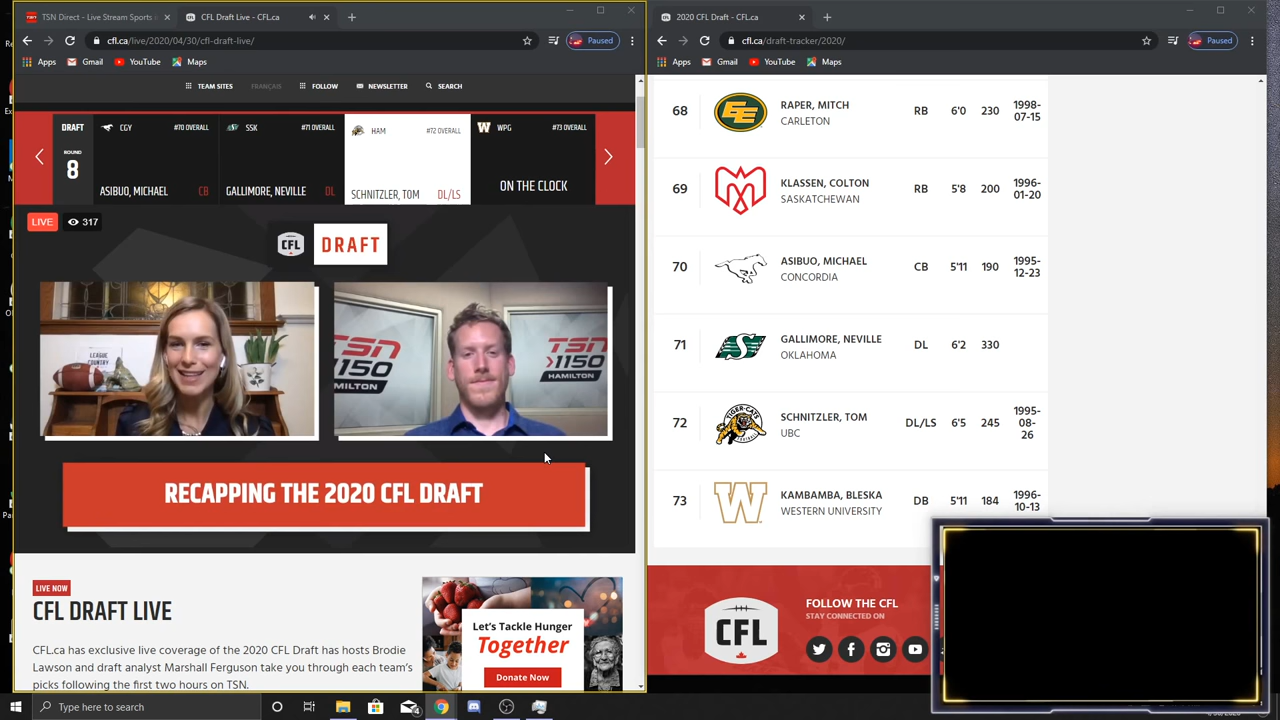 TSN Direct - Live Stream Sports
CFL Draft Live - CFL.ca
cfl.ca/live/2020/04/30/cfl-draft-live/
Paused
Apps Gmail YouTube Maps
TEAM SITES FRANÇAIS FOLLOW NEWSLETTER SEARCH
DRAFT
ROUND
8
CGY #70 OVERALL
ASIBUO, MICHAEL CB
SSK #71 OVERALL
GALLIMORE, NEVILLE DL
HAM #72 OVERALL
SCHNITZLER, TOM DL/LS
WPG #73 OVERALL
ON THE CLOCK
LIVE 317
CFL DRAFT
LEAGUE
COUNTRY
TSN
1150
HAMILTON
TSN
1150
HAMILTON
RECAPPING THE 2020 CFL DRAFT
LIVE NOW
CFL DRAFT LIVE
CFL.ca has exclusive live coverage of the 2020 CFL Draft has hosts Brodie
Lawson and draft analyst Marshall Ferguson take you through each team's
picks following the first two hours on TSN.
Let's Tackle Hunger
Together
Donate Now
2020 CFL Draft - CFL.ca
cfl.ca/draft-tracker/2020/
Paused
Apps Gmail YouTube Maps
68 EE RAPER, MITCH RB 6'0 230 1998-
CARLETON 07-15
69 KLASSEN, COLTON RB 5'8 200 1996-
SASKATCHEWAN 01-20
70 ASIBUO, MICHAEL CB 5'11 190 1995-
CONCORDIA 12-23
71 S GALLIMORE, NEVILLE DL 6'2 330
OKLAHOMA
72 TIGER-CATS SCHNITZLER, TOM DL/LS 6'5 245 1995-
UBC 08-
26
73 W KAMBAMBA, BLESKA DB 5'11 184 1996-
WESTERN UNIVERSITY 10-13
CFL
FOLLOW THE CFL
STAY CONNECTED ON
Type here to search